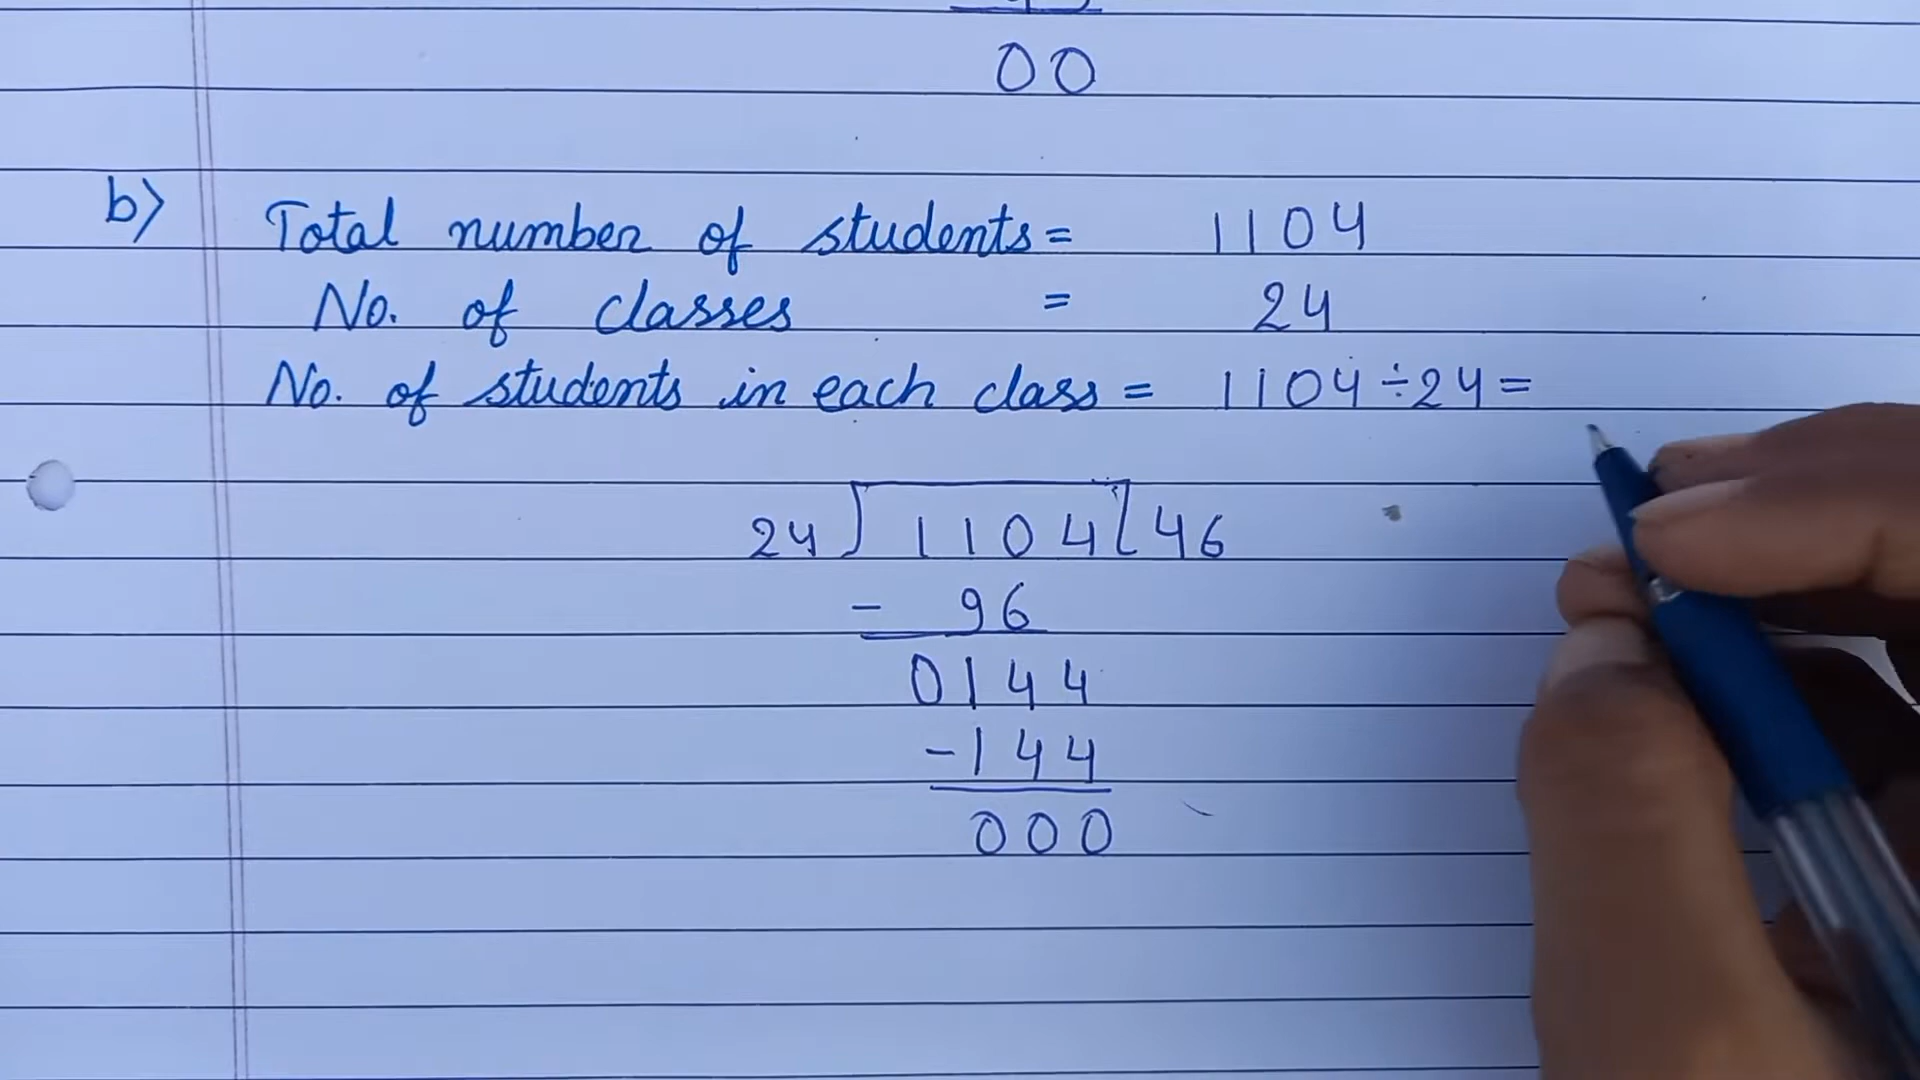 00
b) Total number of students = 1104
No. of classes = 24
No. of students in each class = 1104÷24=
24 1104 46
- 96
0144
-144
000